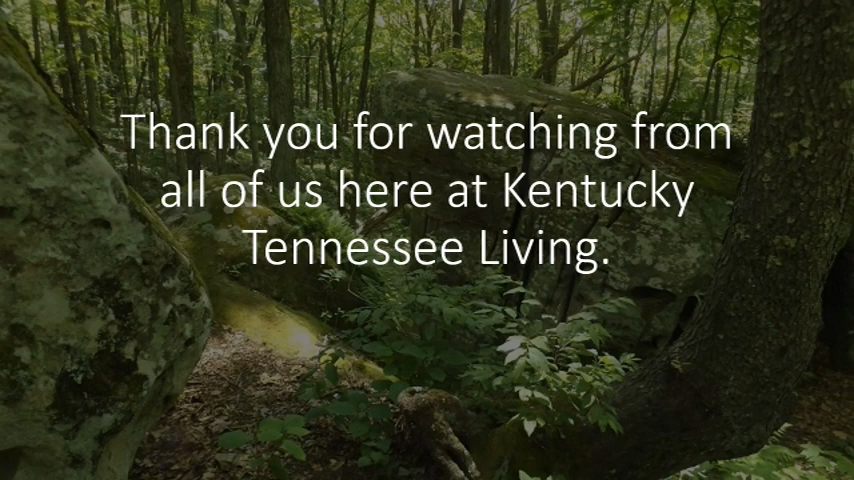 Thank you for watching from
all of us here at Kentucky
Tennessee Living.